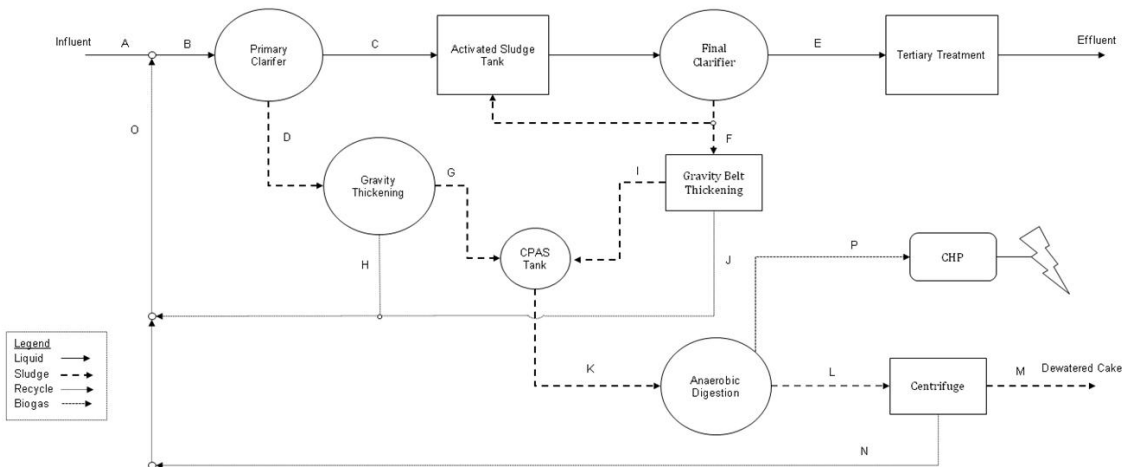 Influent
A
B
Primary
Clarifer
C
Activated Sludge
Tank
Final
Clarifier
E
Tertiary Treatment
Effluent
O
D
F
Gravity
Thickening
G
I
Gravity Belt
Thickening
H
CPAS
Tank
J
P
CHP
Legend
Liquid
Sludge
Recycle
Biogas
K
Anaerobic
Digestion
L
Centrifuge
M
Dewatered Cake
N